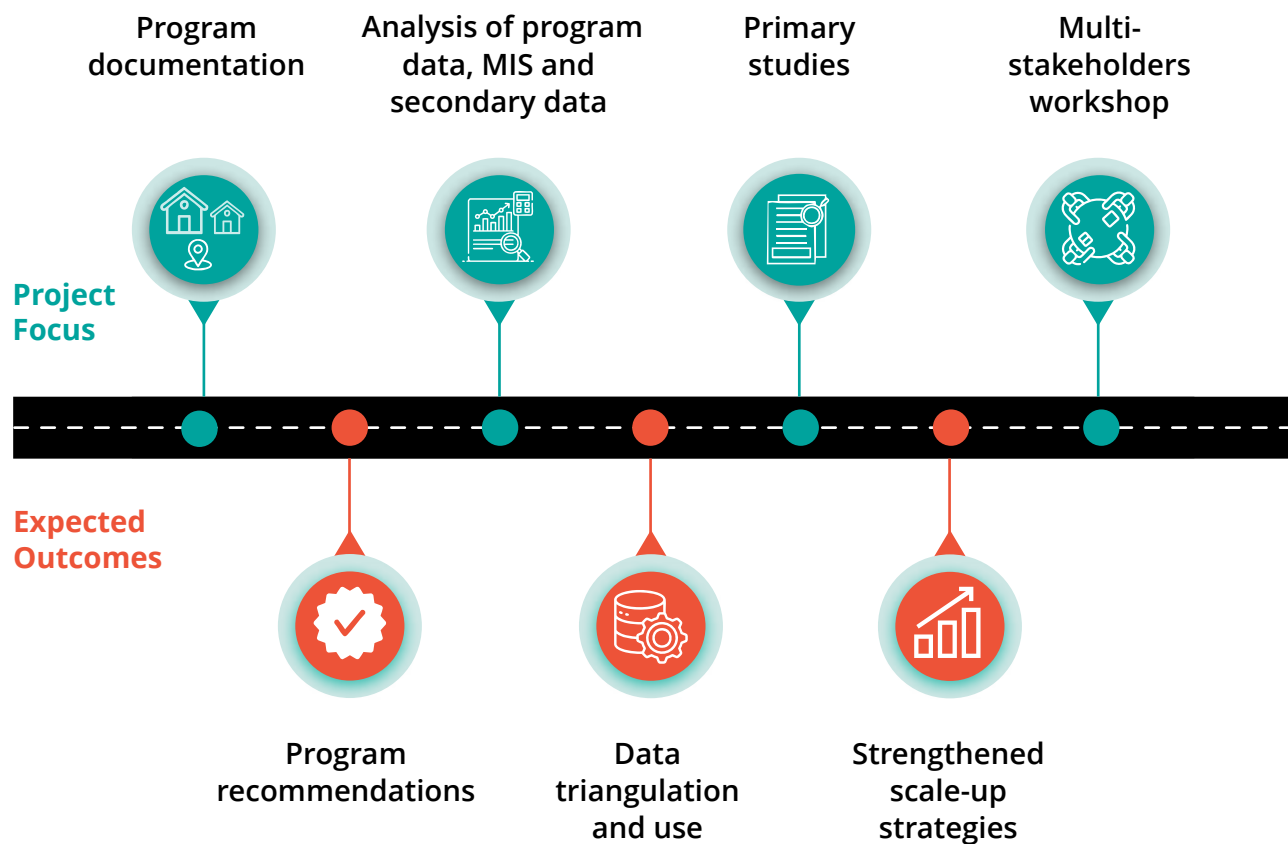 Program
documentation
Analysis of program
data, MIS and
secondary data
Primary
studies
Multi-
stakeholders
workshop
Project
Focus
Expected
Outcomes
Program
recommendations
Data
triangulation
and use
Strengthened
scale-up
strategies